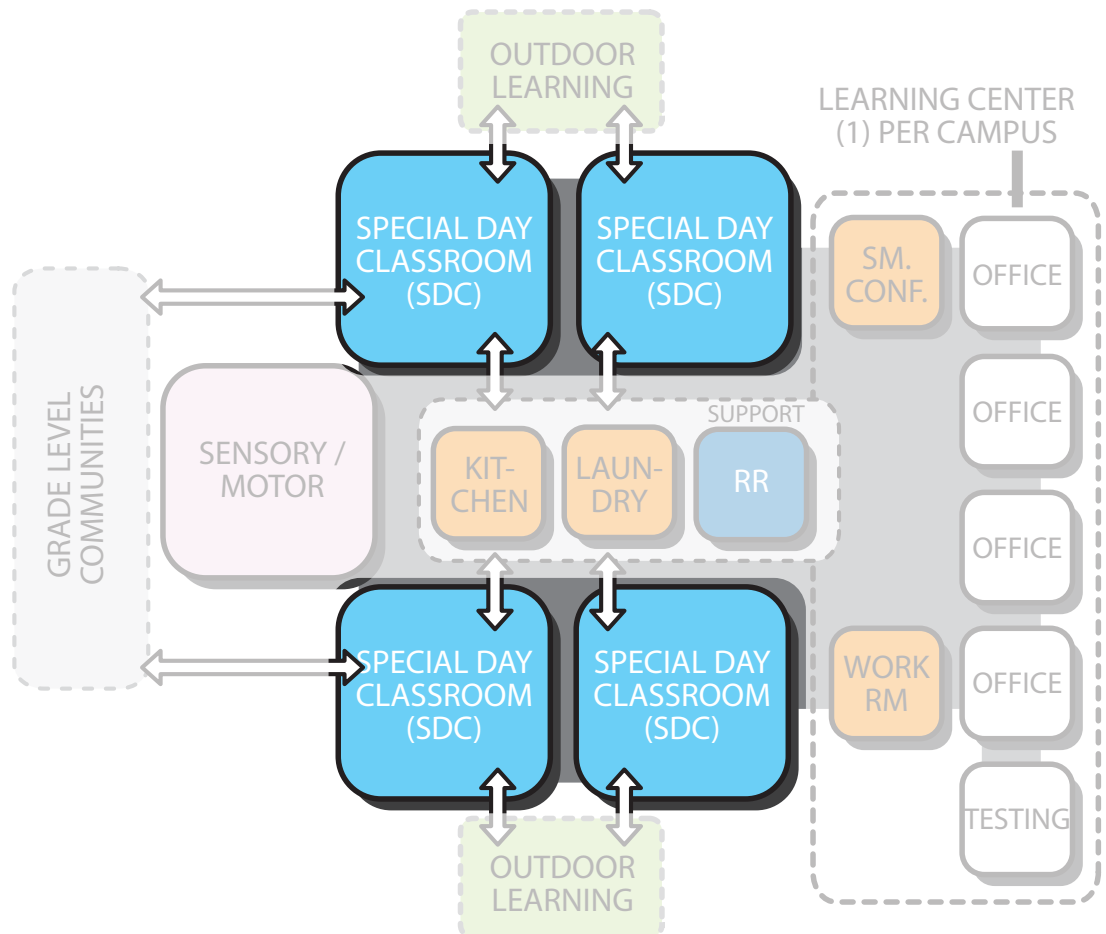 OUTDOOR
LEARNING
LEARNING CENTER
(1) PER CAMPUS
SPECIAL DAY
CLASSROOM
(SDC)
SPECIAL DAY
CLASSROOM
(SDC)
SM.
CONF.
OFFICE
GRADE LEVEL
COMMUNITIES
SENSORY /
MOTOR
SUPPORT
KIT-
CHEN
LAUN-
DRY
RR
OFFICE
OFFICE
SPECIAL DAY
CLASSROOM
(SDC)
SPECIAL DAY
CLASSROOM
(SDC)
WORK
RM
OFFICE
TESTING
OUTDOOR
LEARNING